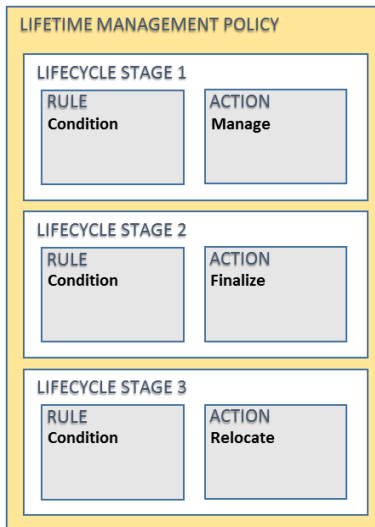 LIFETIME MANAGEMENT POLICY
LIFECYCLE STAGE 1
RULE
Condition
ACTION
Manage
LIFECYCLE STAGE 2
RULE
Condition
ACTION
Finalize
LIFECYCLE STAGE 3
RULE
Condition
ACTION
Relocate